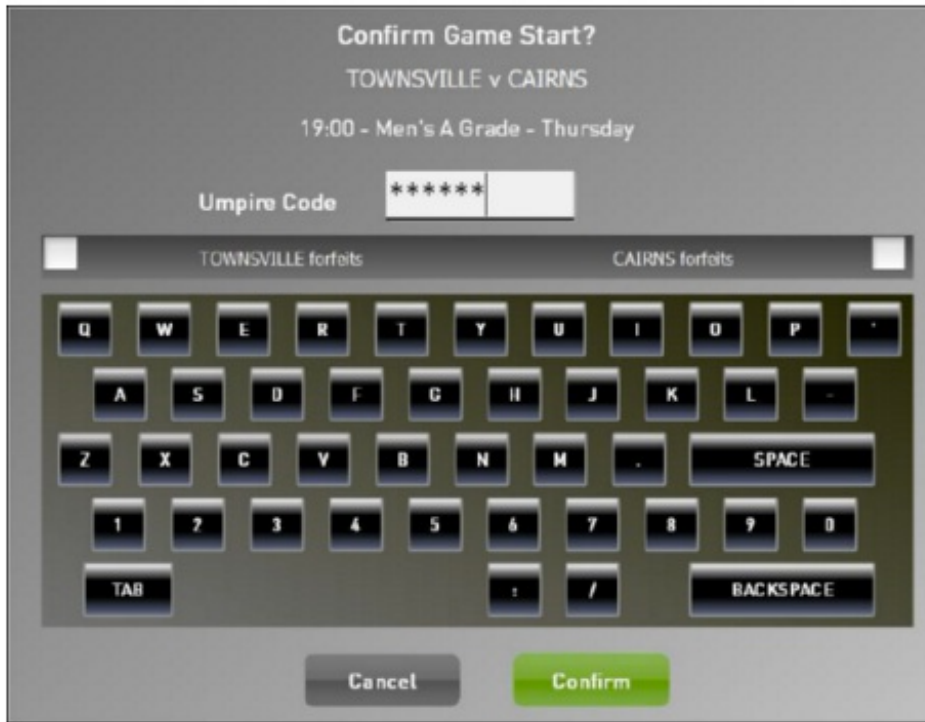 Confirm Game Start?
TOWNSVILLE v CAIRNS
19:00 - Men's A Grade - Thursday
Umpire Code ******
TOWNSVILLE forfeits CAIRNS forfeits
Q W E R T Y U I O P '
A S D F G H J K L -
Z X C V B N M . SPACE
1 2 3 4 5 6 7 8 9 0
TAB : / BACKSPACE
Cancel Confirm